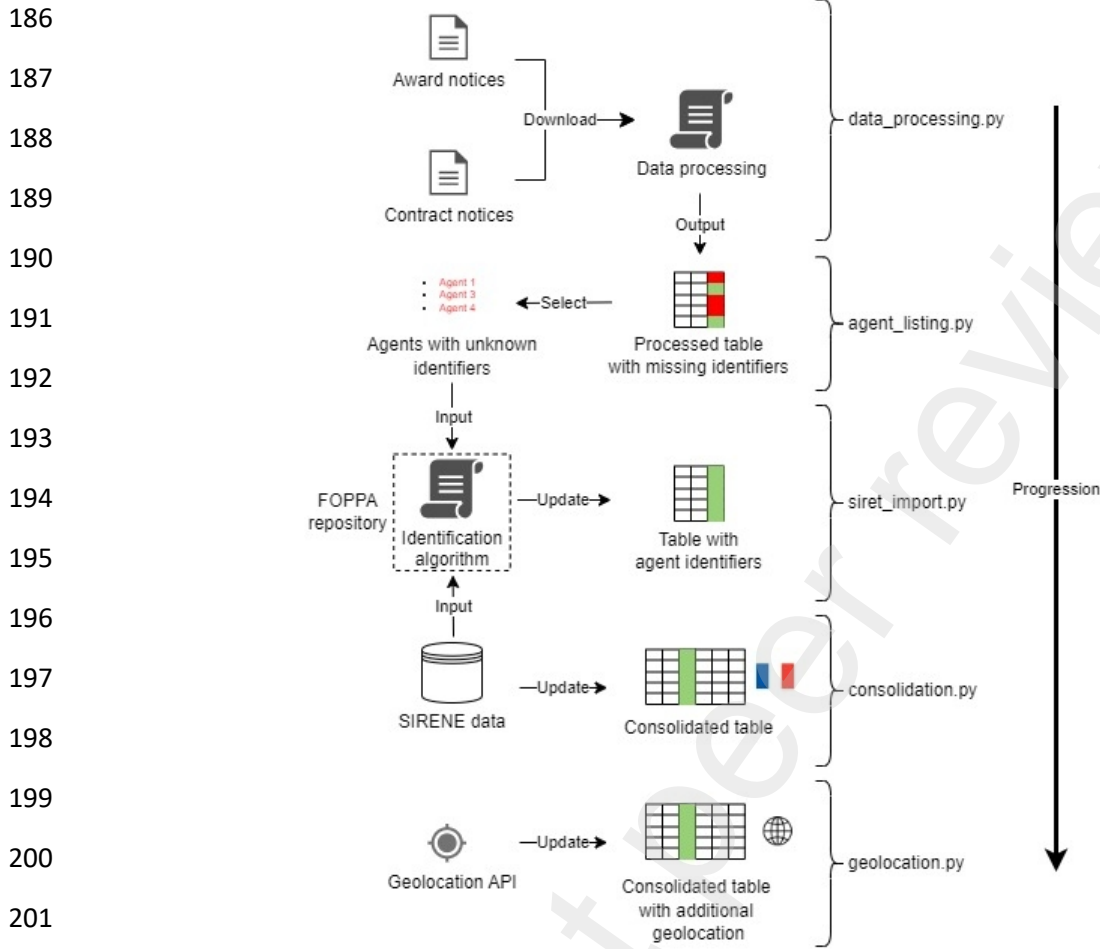 186
Award notices
187
Download
data_processing.py
188
Data processing
189
Contract notices
Output
190
Agent 1
Agent 3
Agent 4
191
Select
agent_listing.py
Agents with unknown
identifiers
Processed table
with missing identifiers
192
Input
193
194
FOPPA
repository
Identification
algorithm
Update
siret_import.py
Progression
Table with
agent identifiers
195
196
Input
197
Update
consolidation.py
SIRENE data
Consolidated table
198
199
200
Update
geolocation.py
Geolocation API
Consolidated table
with additional
geolocation
201
t peer revie